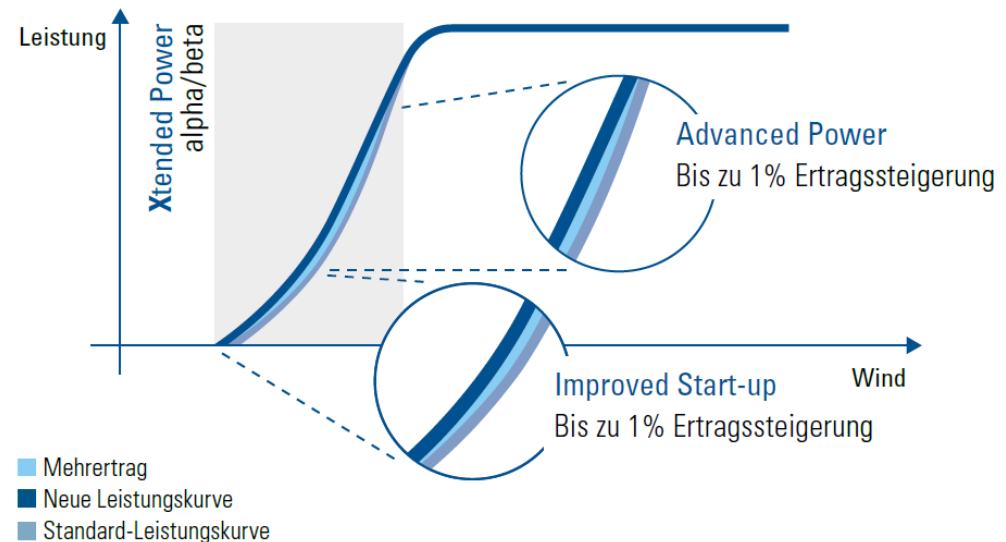 Leistung
Xtended Power
alpha/beta
Advanced Power
Bis zu 1% Ertragssteigerung
Improved Start-up
Bis zu 1% Ertragssteigerung
Wind
Mehrertrag
Neue Leistungskurve
Standard-Leistungskurve